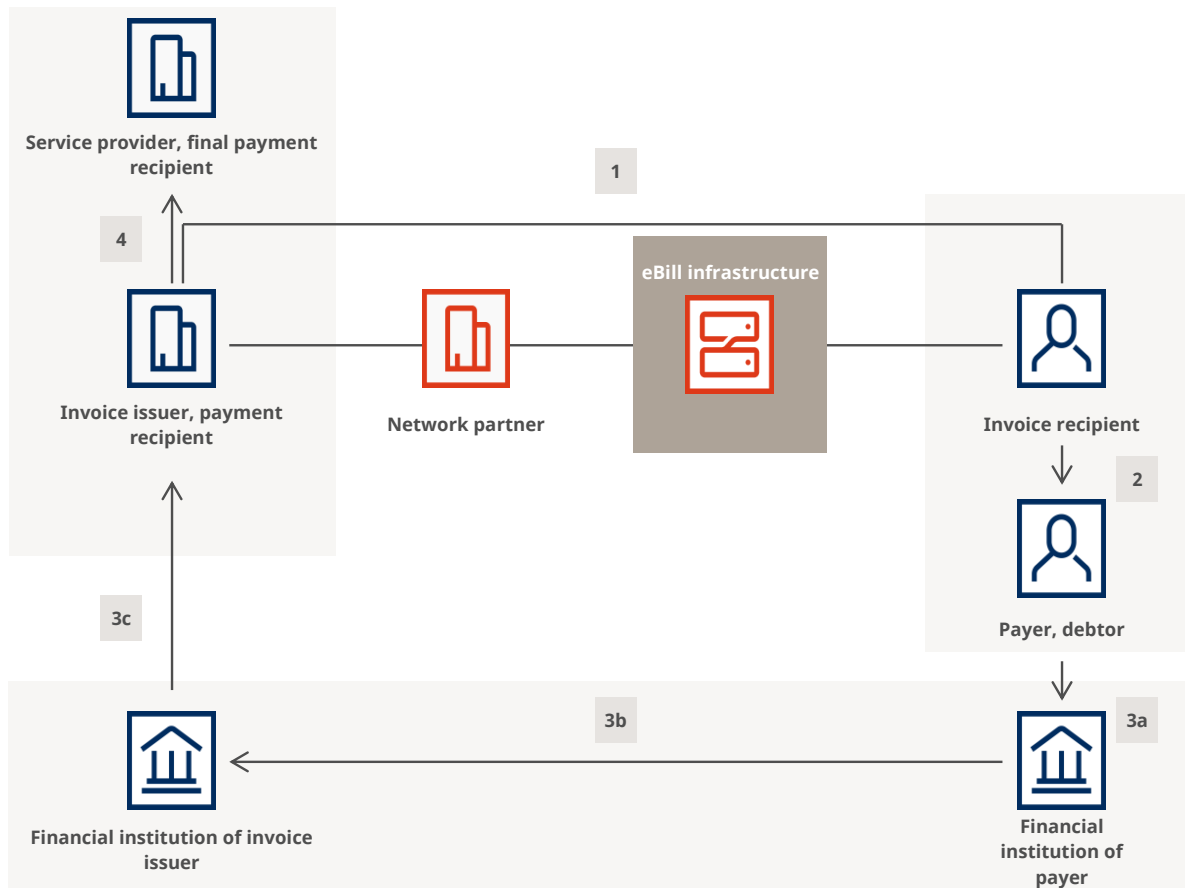 Service provider, final payment
recipient
1
4
eBill infrastructure
Invoice issuer, payment
recipient
Network partner
Invoice recipient
2
Payer, debtor
3c
3b
3a
Financial institution of invoice
issuer
Financial
institution of
payer